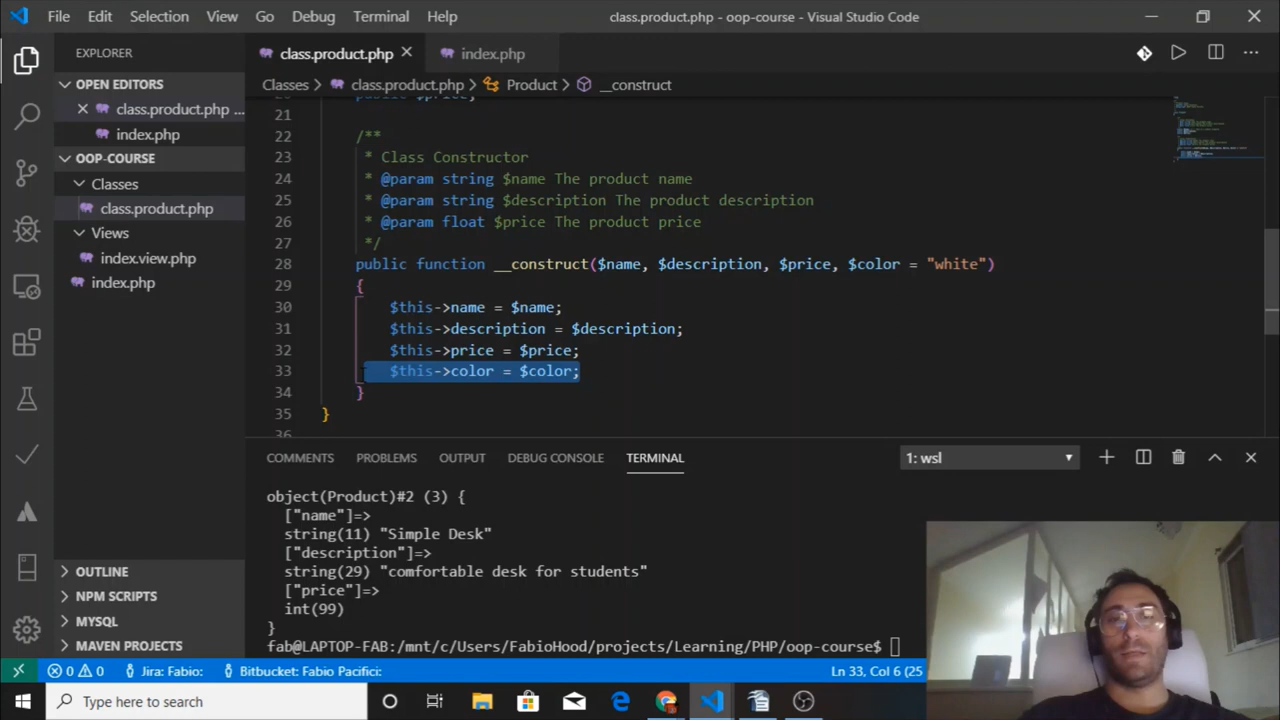 File Edit Selection View Go Debug Terminal Help class.product.php - oop-course - Visual Studio Code
EXPLORER
OPEN EDITORS
class.product.php ...
index.php
OOP-COURSE
Classes
class.product.php
Views
index.view.php
index.php
OUTLINE
NPM SCRIPTS
MYSQL
MAVEN PROJECTS
class.product.php index.php
Classes > class.product.php > Product > __construct
21
22 /**
23 * Class Constructor
24 * @param string $name The product name
25 * @param string $description The product description
26 * @param float $price The product price
27 */
28 public function __construct($name, $description, $price, $color = "white")
29 {
30 $this->name = $name;
31 $this->description = $description;
32 $this->price = $price;
33 $this->color = $color;
34 }
35 }
36
COMMENTS PROBLEMS OUTPUT DEBUG CONSOLE TERMINAL 1: wsl
object(Product)#2 (3) {
["name"]=>
string(11) "Simple Desk"
["description"]=>
string(29) "comfortable desk for students"
["price"]=>
int(99)
}
fab@LAPTOP-FAB:/mnt/c/Users/FabioHood/projects/Learning/PHP/oop-course$
0 0 Jira: Fabio: Bitbucket: Fabio Pacifici: Ln 33, Col 6 (25
Type here to search